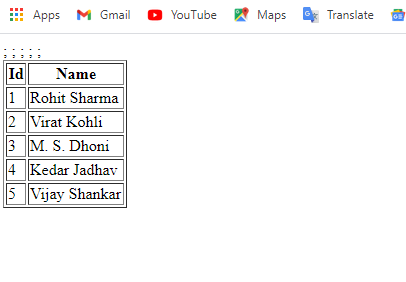 Apps Gmail YouTube Maps Translate
; ; ; ; ;
Id Name
1 Rohit Sharma
2 Virat Kohli
3 M. S. Dhoni
4 Kedar Jadhav
5 Vijay Shankar